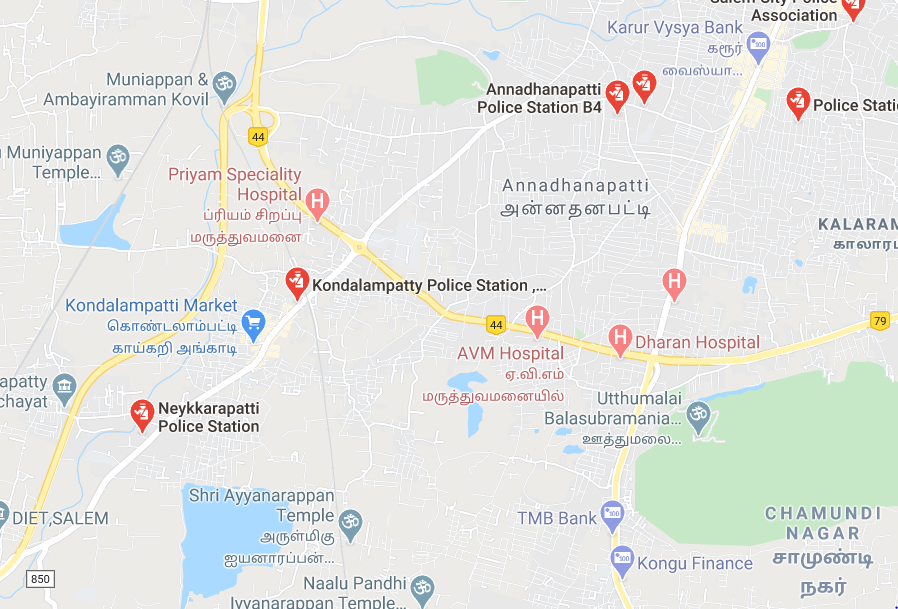 Salem City Police
Association
Karur Vysya Bank
கரூர்
வைஸ்யா...
Muniappan &
Ambayiramman Kovil
Annadhanapatti
Police Station B4
Police Stati
44
Muniyappan
Temple...
Priyam Speciality
Hospital
ப்ரியம் சிறப்பு
மருத்துவமனை
Annadhanapatti
அன்னதனபட்டி
KALARAM
காலாரம
Kondalampatty Police Station ,...
Kondalampatti Market
கொண்டலாம்பட்டி
காய்கறி அங்காடி
44
79
Dharan Hospital
AVM Hospital
ஏ.வி.எம்
மருத்துவமனையில்
apatty
chayat
Neykkarapatti
Police Station
Utthumalai
Balasubramania...
ஊத்துமலை...
Shri Ayyanarappan
Temple
அருள்மிகு
ஐயனாரப்பன்...
DIET,SALEM
TMB Bank
CHAMUNDI
NAGAR
சாமுண்டி
நகர்
Kongu Finance
850
Naalu Pandhi
Iyyanarappan Temple...